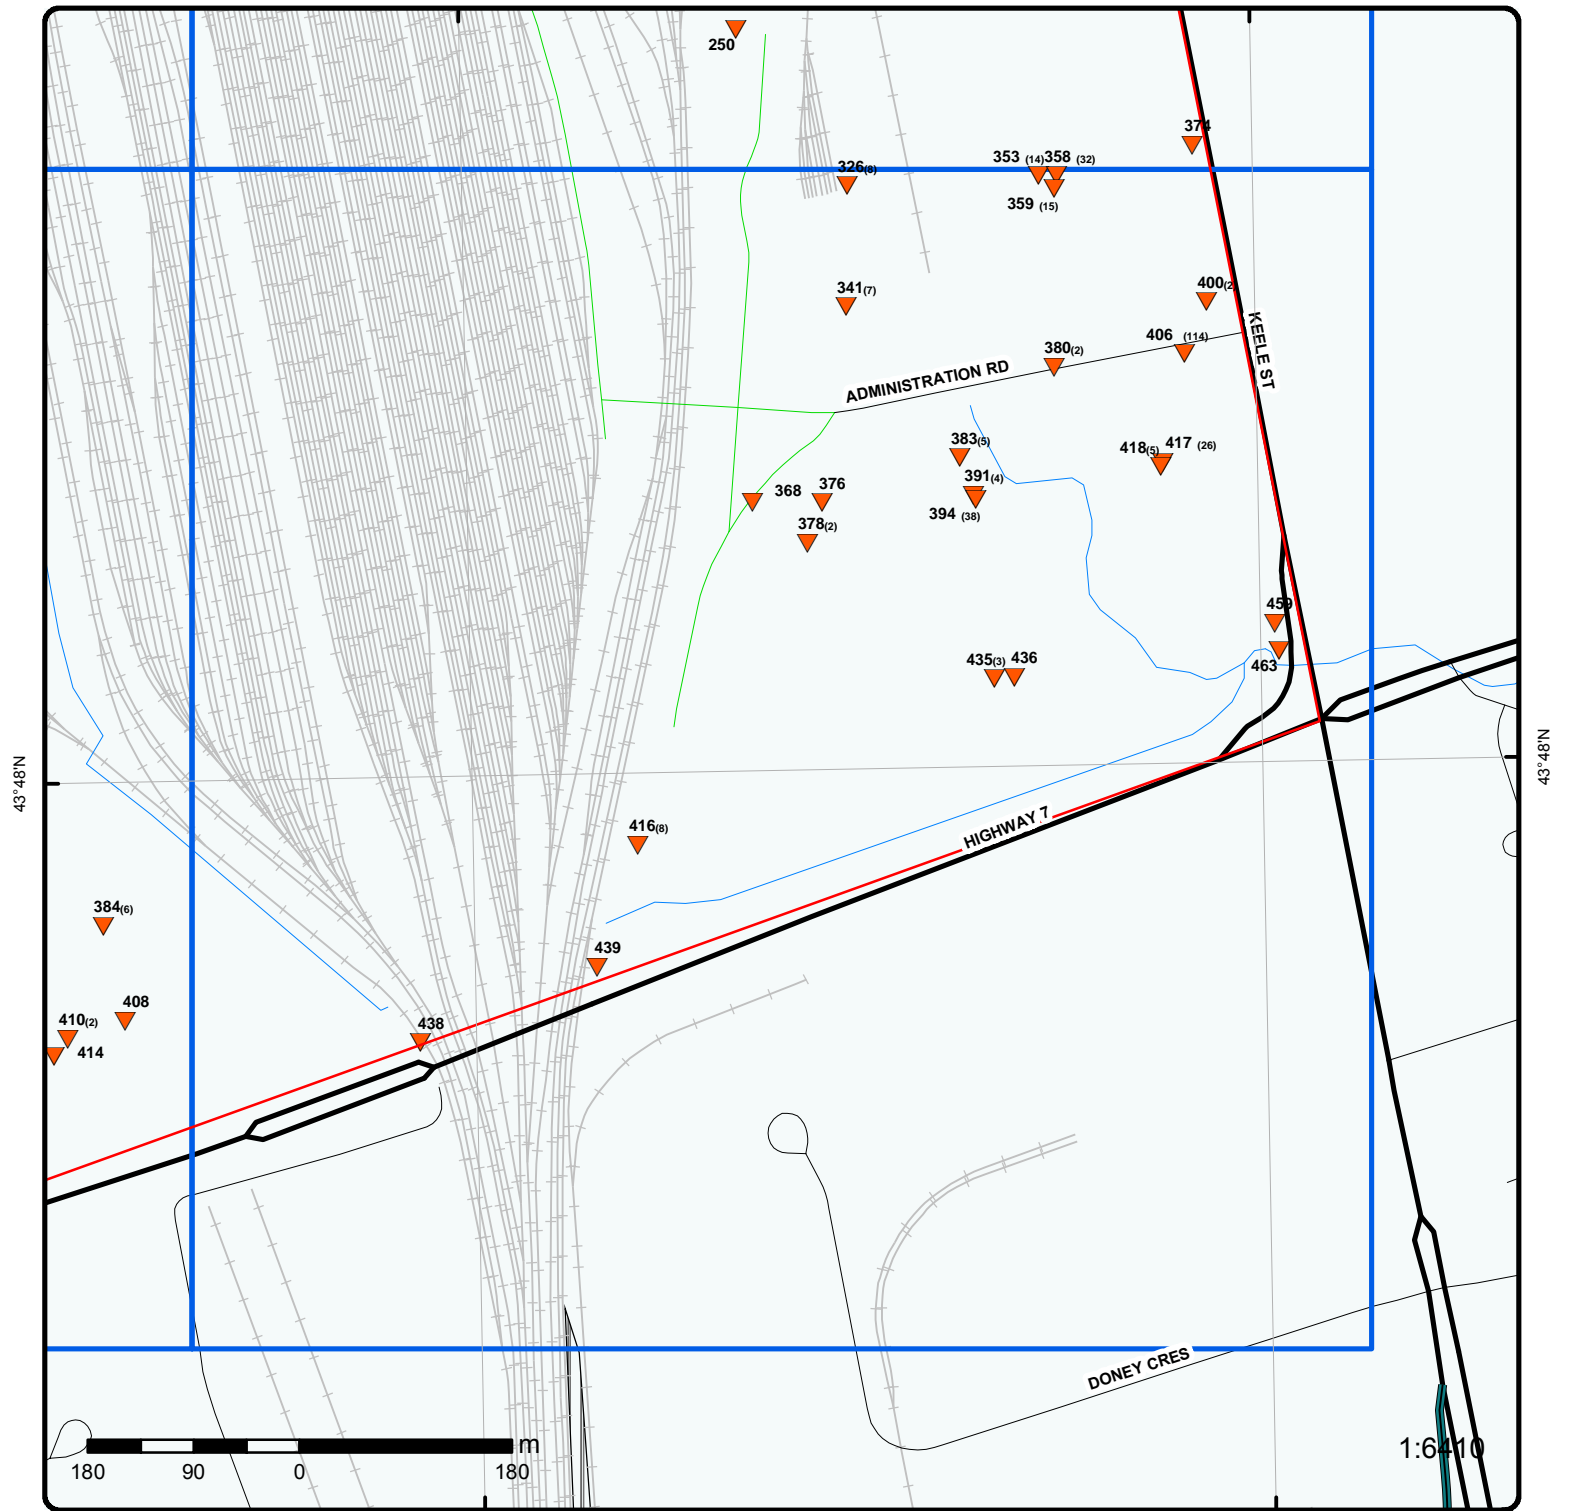 250
374
353 (14) 358 (32)
326(8)
359 (15)
341(7)
400(2
KEELE ST
406 (114)
380(2)
ADMINISTRATION RD
383(5)
418(5) 417 (26)
391(4)
368 376
394 (38)
378(2)
459
435(3) 436
463
43°48'N
43°48'N
HIGHWAY 7
416(8)
384(6)
439
408
410(2)
438
414
DONEY CRES
m
1:6410
180 90 0 180